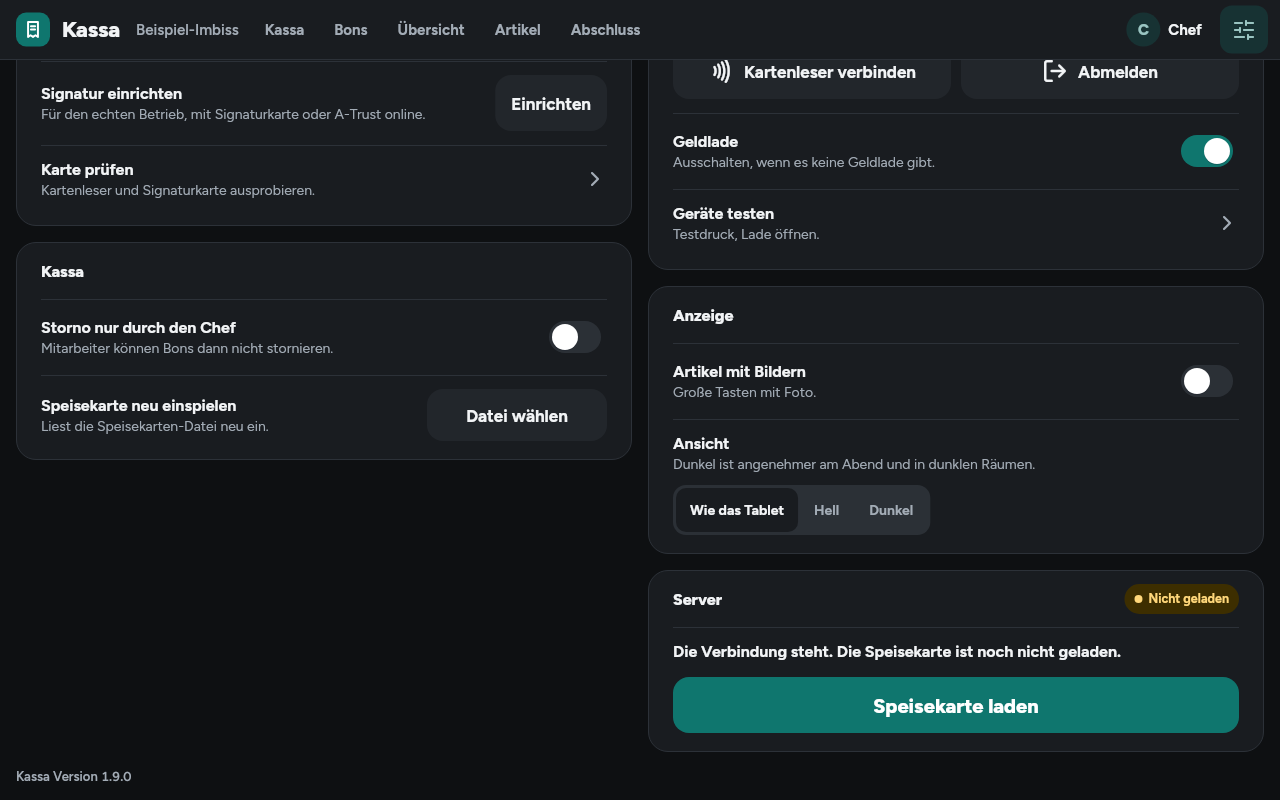 Kassa
Beispiel-Imbiss
Kassa
Bons
Übersicht
Artikel
Abschluss
C
Chef
Signatur einrichten
Für den echten Betrieb, mit Signaturkarte oder A-Trust online.
Einrichten
Karte prüfen
Kartenleser und Signaturkarte ausprobieren.
Kassa
Storno nur durch den Chef
Mitarbeiter können Bons dann nicht stornieren.
Speisekarte neu einspielen
Liest die Speisekarten-Datei neu ein.
Datei wählen
Kartenleser verbinden
Abmelden
Geldlade
Ausschalten, wenn es keine Geldlade gibt.
Geräte testen
Testdruck, Lade öffnen.
Anzeige
Artikel mit Bildern
Große Tasten mit Foto.
Ansicht
Dunkel ist angenehmer am Abend und in dunklen Räumen.
Wie das Tablet
Hell
Dunkel
Server
Nicht geladen
Die Verbindung steht. Die Speisekarte ist noch nicht geladen.
Speisekarte laden
Kassa Version 1.9.0